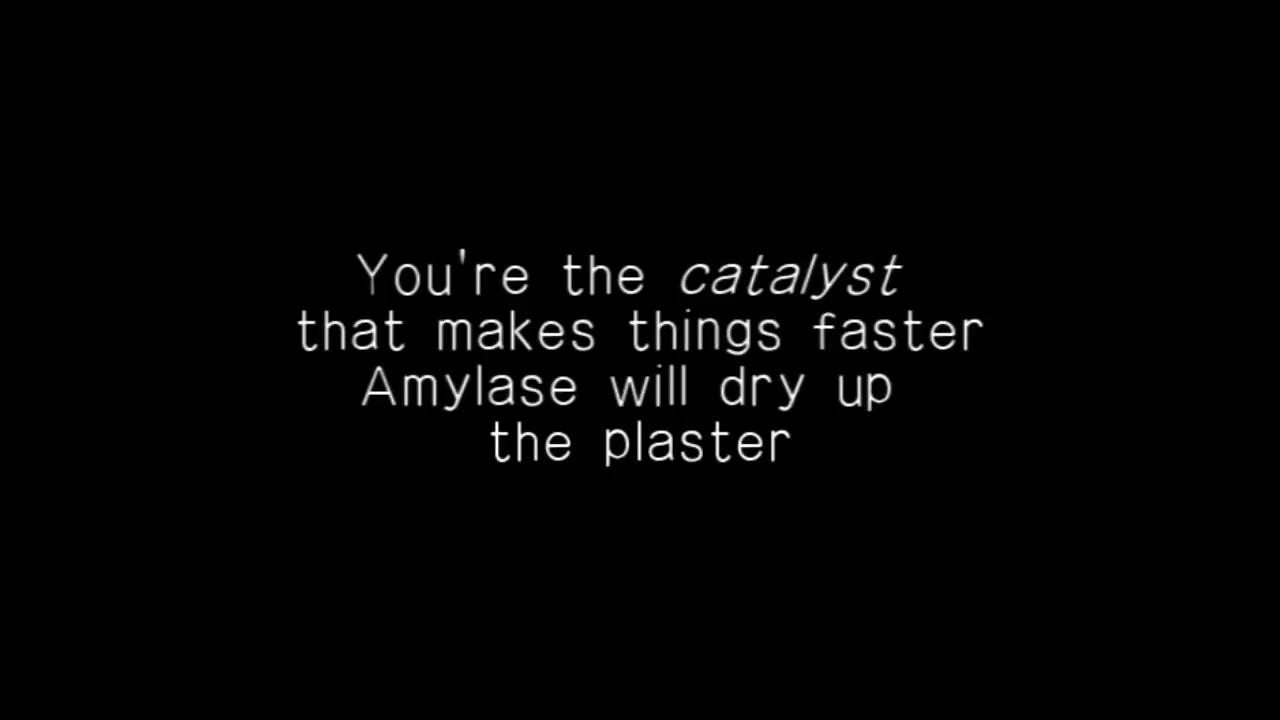 You're the catalyst
that makes things faster
Amylase will dry up
the plaster